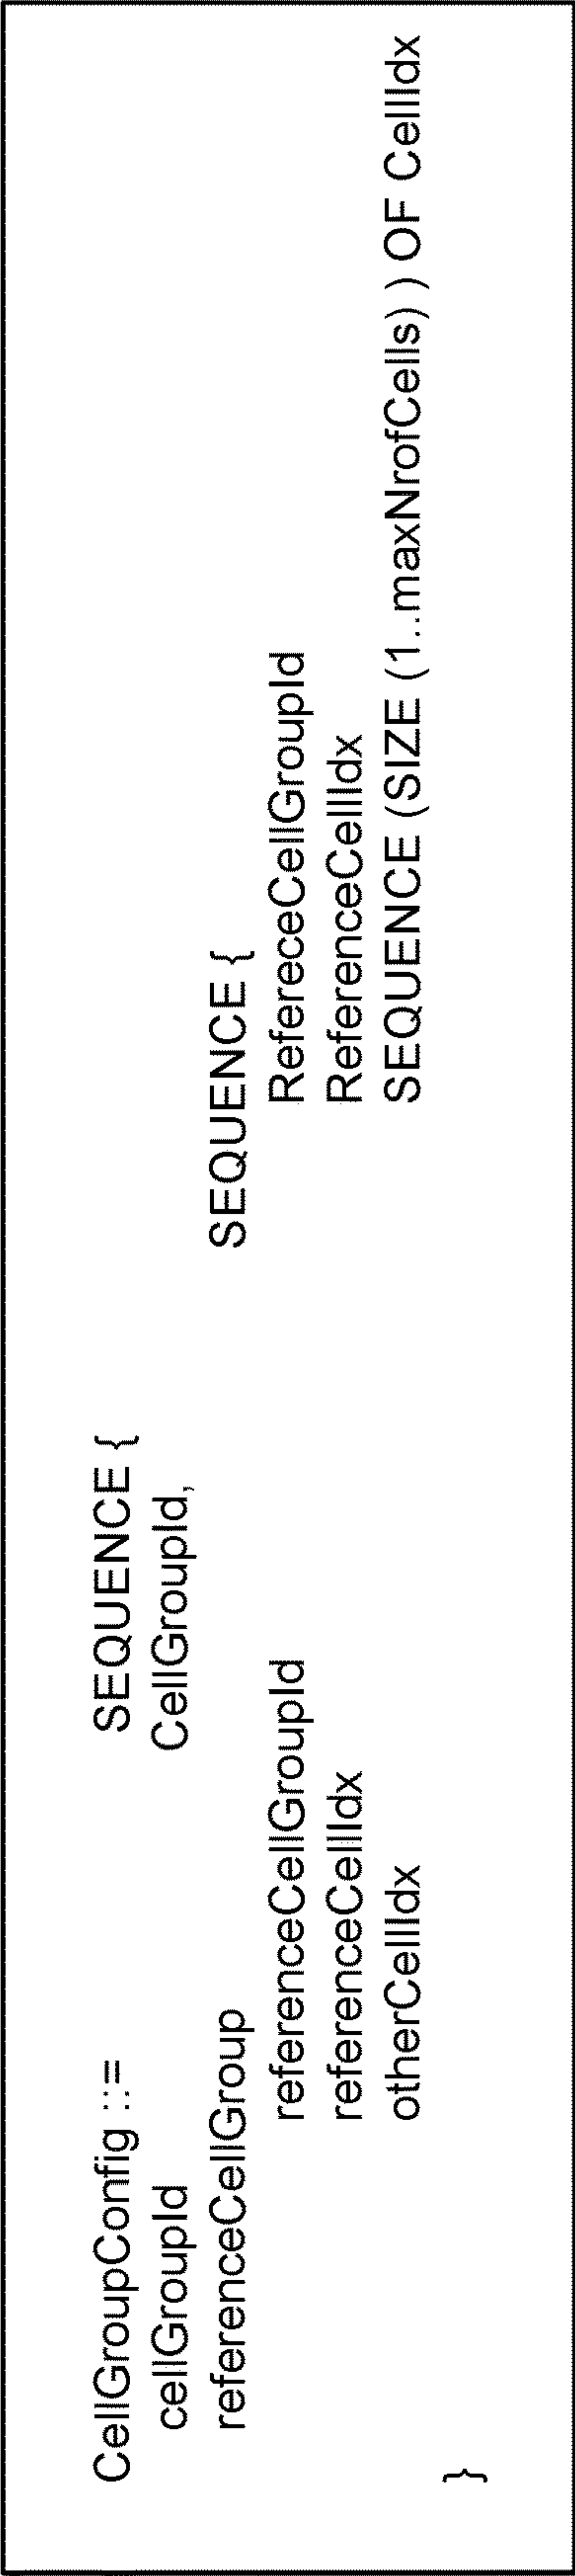 CellGroupConfig ::= SEQUENCE {
cellGroupId CellGroupId,
referenceCellGroup SEQUENCE {
referenceCellGroupId RefereceCellGroupId
referenceCellIdx ReferenceCellIdx
otherCellIdx SEQUENCE (SIZE (1..maxNrofCells) ) OF CellIdx
}